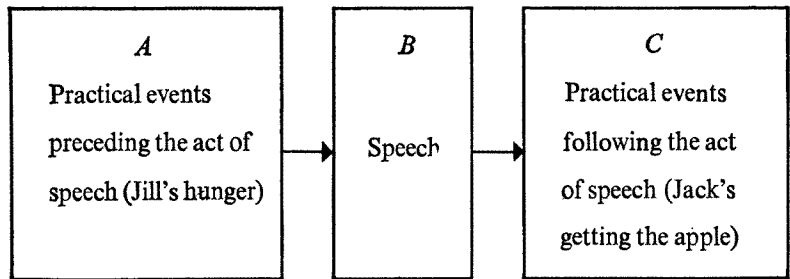 A
Practical events
preceding the act of
speech (Jill's hunger)
B
Speech
C
Practical events
following the act
of speech (Jack's
getting the apple)